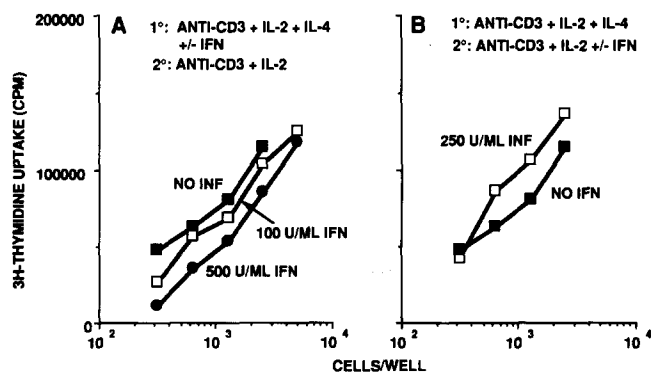 A 1°: ANTI-CD3 + IL-2 + IL-4
+/- IFN
2°: ANTI-CD3 + IL-2
B 1°: ANTI-CD3 + IL-2 + IL-4
2°: ANTI-CD3 + IL-2 +/- IFN
3H-THYMIDINE UPTAKE (CPM)
200000
100000
0
NO INF
100 U/ML IFN
500 U/ML IFN
250 U/ML INF
NO IFN
10² 10³ 10⁴
10² 10³ 10⁴
CELLS/WELL